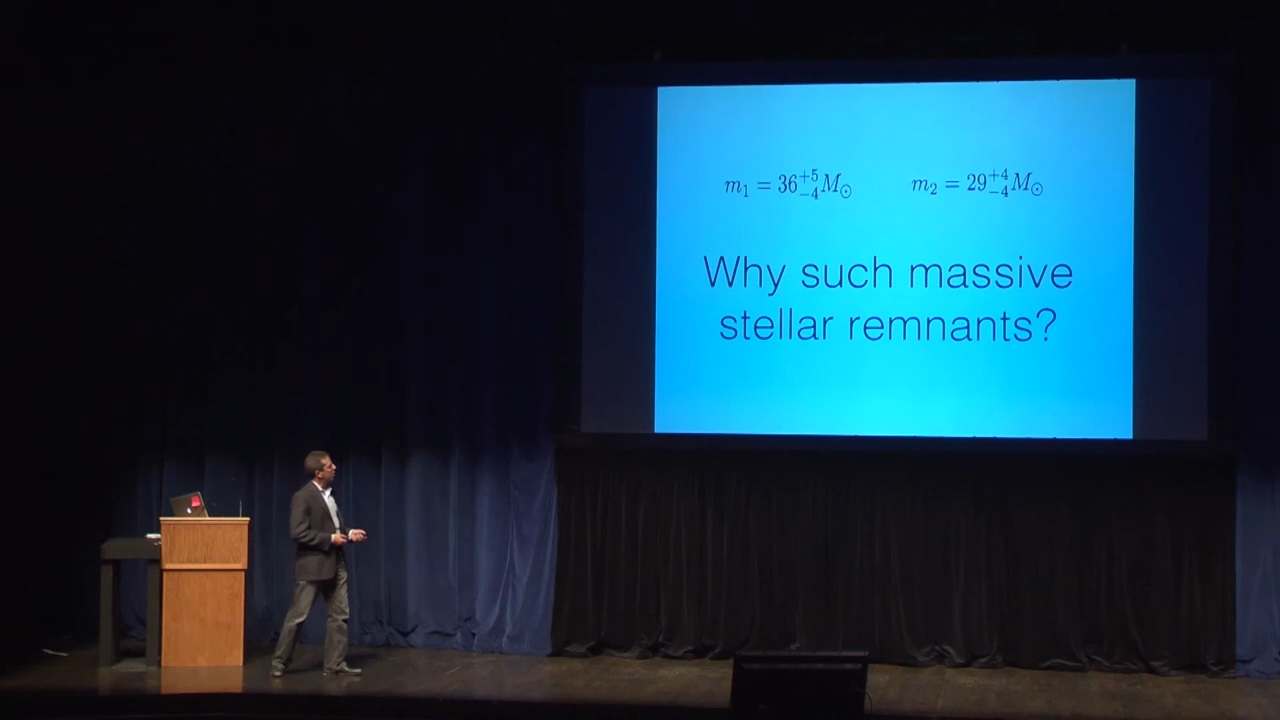 m₁ = 36⁺⁵₋₄M⊙ m₂ = 29⁺⁴₋₄M⊙
Why such massive
stellar remnants?